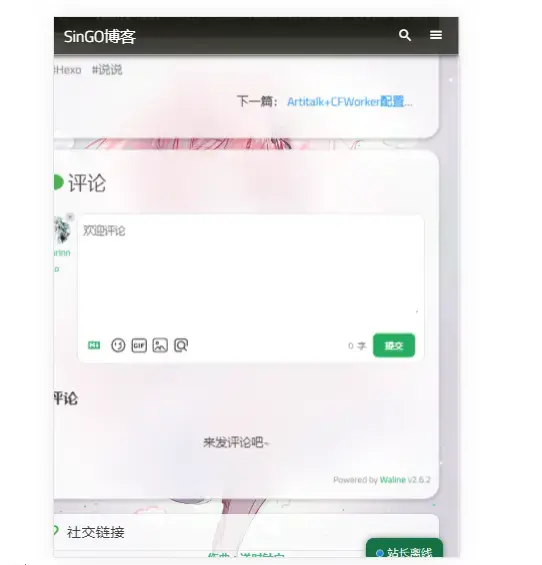 SinGO博客
Hexo #说说
下一篇： Artitalk+CFWorker配置...
评论
欢迎评论
GIF
0 字 提交
评论
来发评论吧~
Powered by Waline v2.6.2
社交链接
站长离线